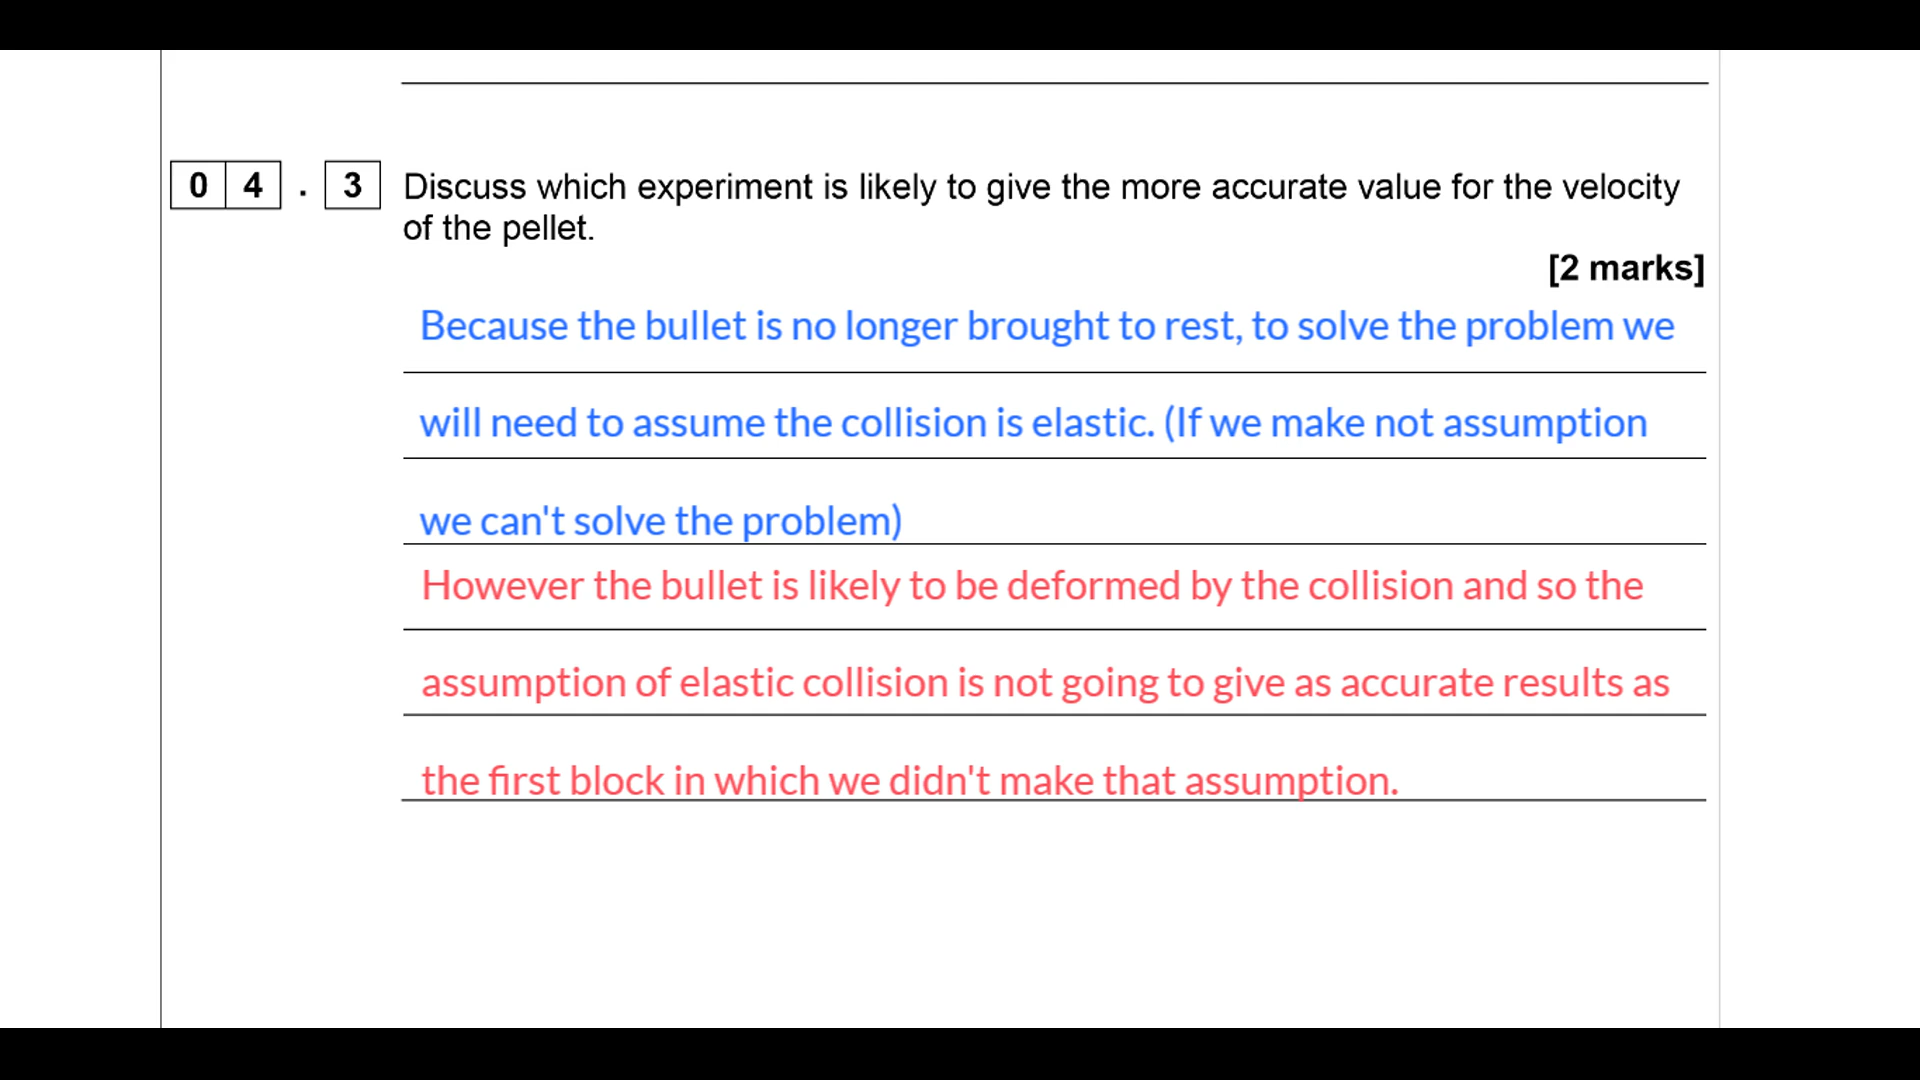 04.3 Discuss which experiment is likely to give the more accurate value for the velocity
of the pellet.
[2 marks]
Because the bullet is no longer brought to rest, to solve the problem we
will need to assume the collision is elastic. (If we make not assumption
we can't solve the problem)
However the bullet is likely to be deformed by the collision and so the
assumption of elastic collision is not going to give as accurate results as
the first block in which we didn't make that assumption.